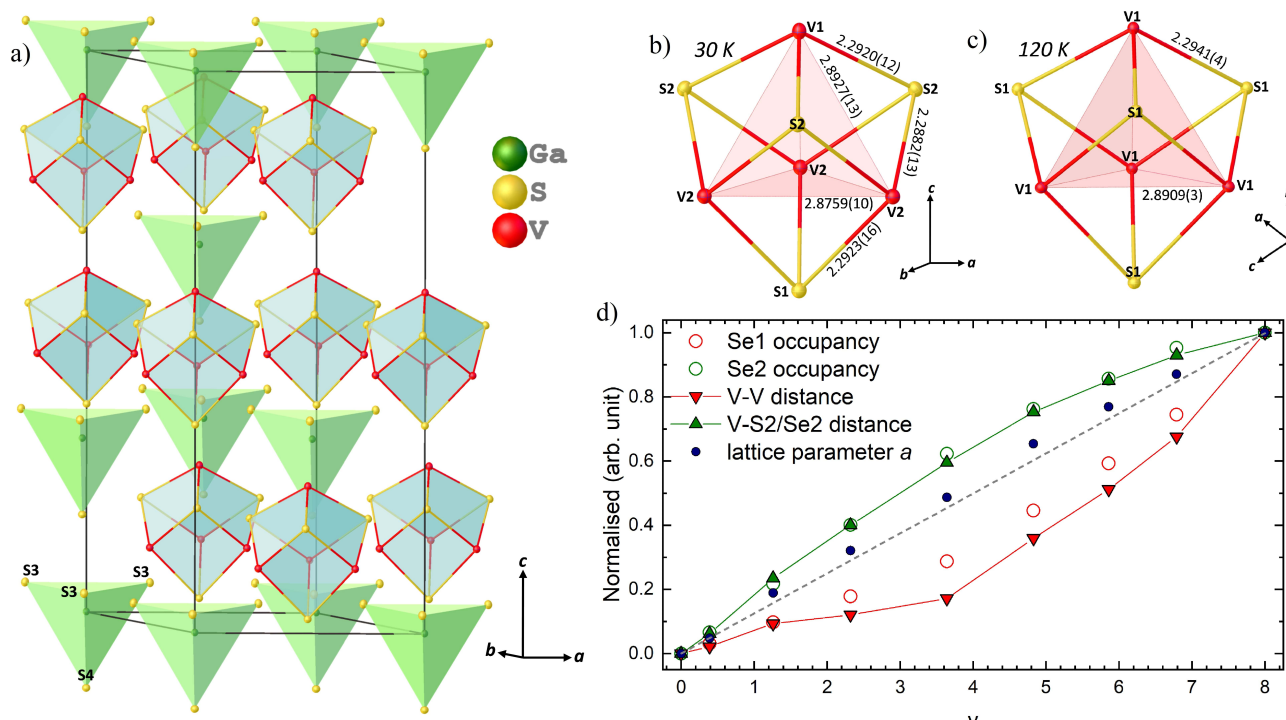 a)
Ga
S
V
S3
S3
S3
S4
c
b
a
b)
30 K
V1
2.2920(12)
2.8927(13)
S2
S2
S2
2.2882(13)
V2
V2
V2
2.8759(10)
2.2923(16)
S1
c
b
a
c)
120 K
V1
2.2941(4)
S1
S1
S1
V1
V1
V1
2.8909(3)
S1
a
c
d)
Normalised (arb. unit)
1.0
0.8
0.6
0.4
0.2
0.0
Se1 occupancy
Se2 occupancy
V-V distance
V-S2/Se2 distance
lattice parameter a
0 1 2 3 4 5 6 7 8